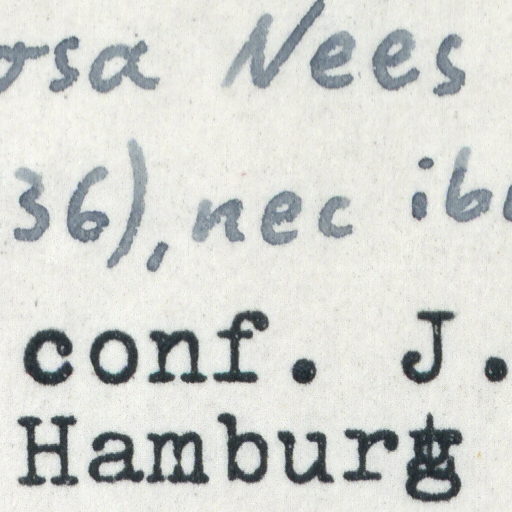 osa Nees
36), nec ib
conf. J.
Hamburg